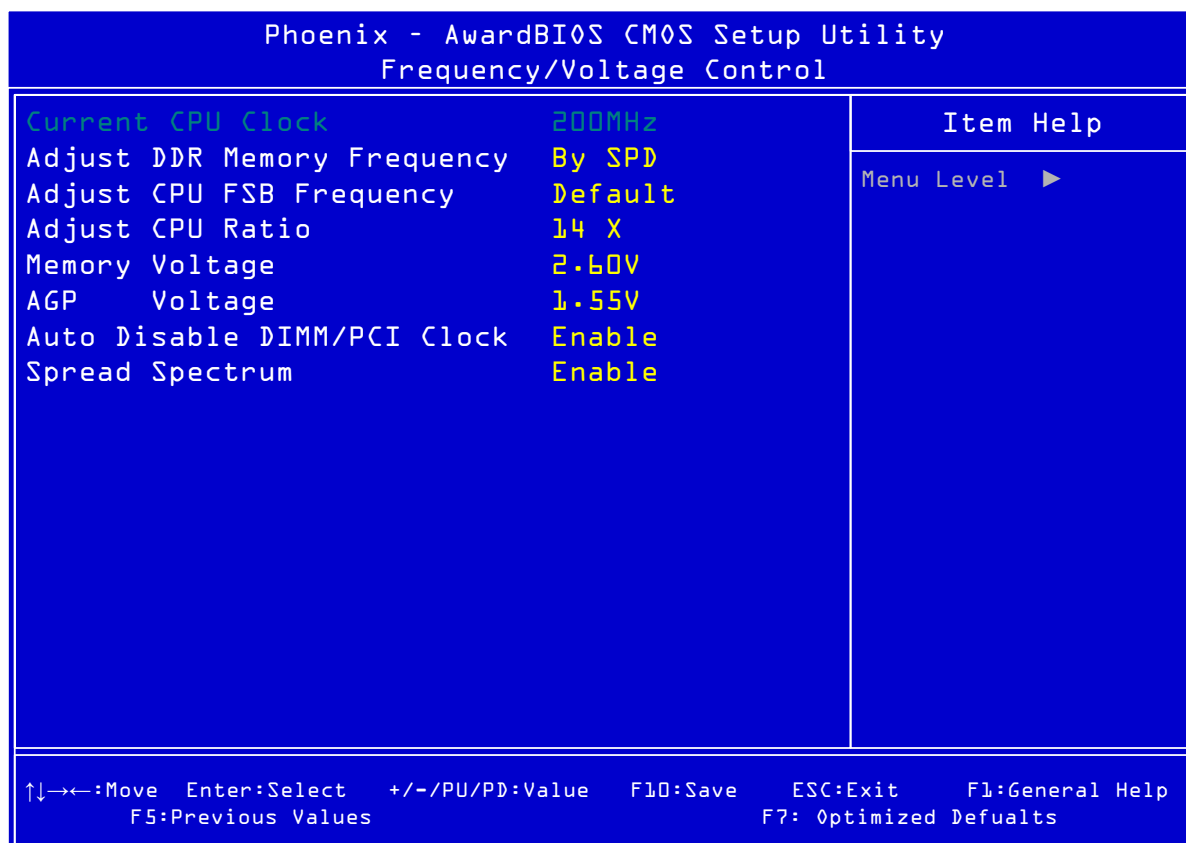 Phoenix - AwardBIOS CMOS Setup Utility
Frequency/Voltage Control
Current CPU Clock 200MHz
Adjust DDR Memory Frequency By SPD
Adjust CPU FSB Frequency Default
Adjust CPU Ratio 14 X
Memory Voltage 2.60V
AGP Voltage 1.55V
Auto Disable DIMM/PCI Clock Enable
Spread Spectrum Enable
Item Help
Menu Level ►
↑↓→←:Move Enter:Select +/-/PU/PD:Value F10:Save ESC:Exit F1:General Help
F5:Previous Values F7: Optimized Defualts